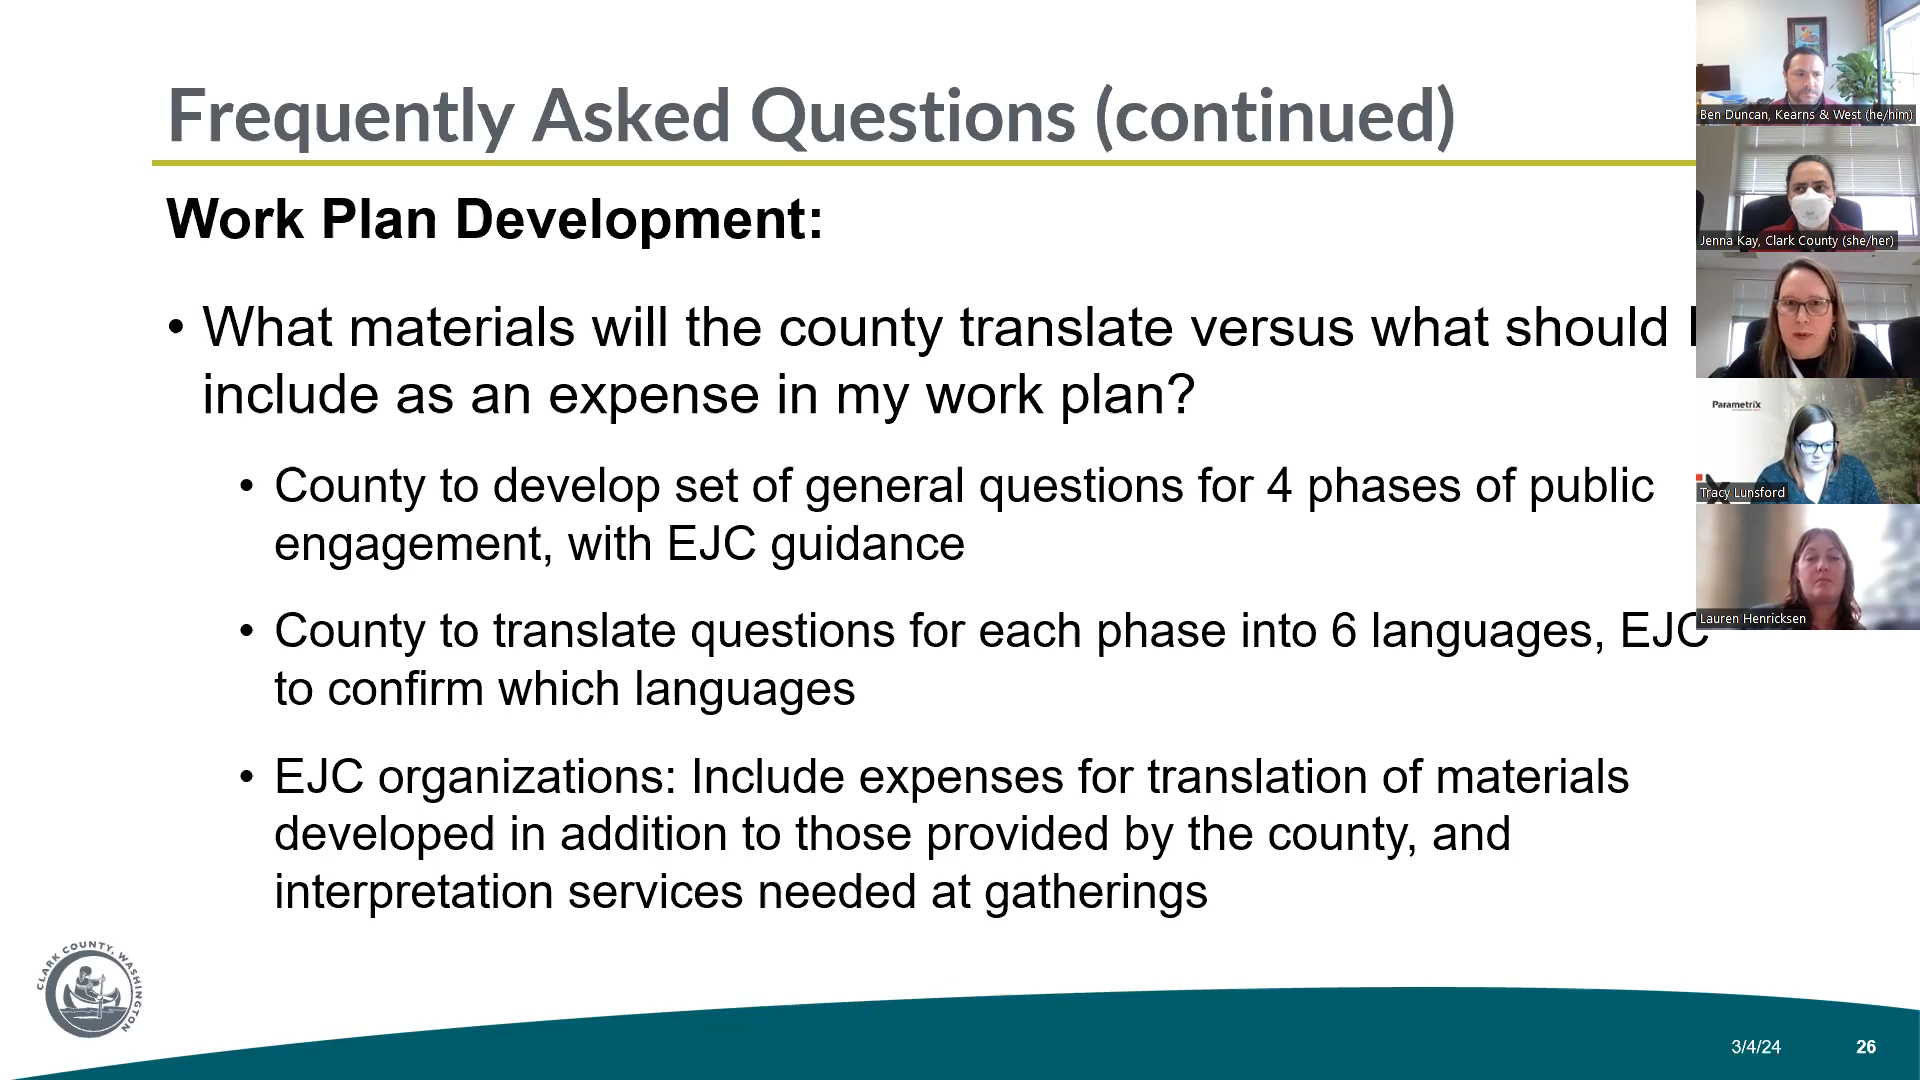 Frequently Asked Questions (continued)
Work Plan Development:
• What materials will the county translate versus what should
include as an expense in my work plan?
• County to develop set of general questions for 4 phases of public
engagement, with EJC guidance
• County to translate questions for each phase into 6 languages, EJC
to confirm which languages
• EJC organizations: Include expenses for translation of materials
developed in addition to those provided by the county, and
interpretation services needed at gatherings
CLARK COUNTY, WASHINGTON
3/4/24
26
Ben Duncan, Kearns & West (he/him)
Jenna Kay, Clark County (she/her)
Parametrix
Tracy Lunsford
Lauren Henricksen